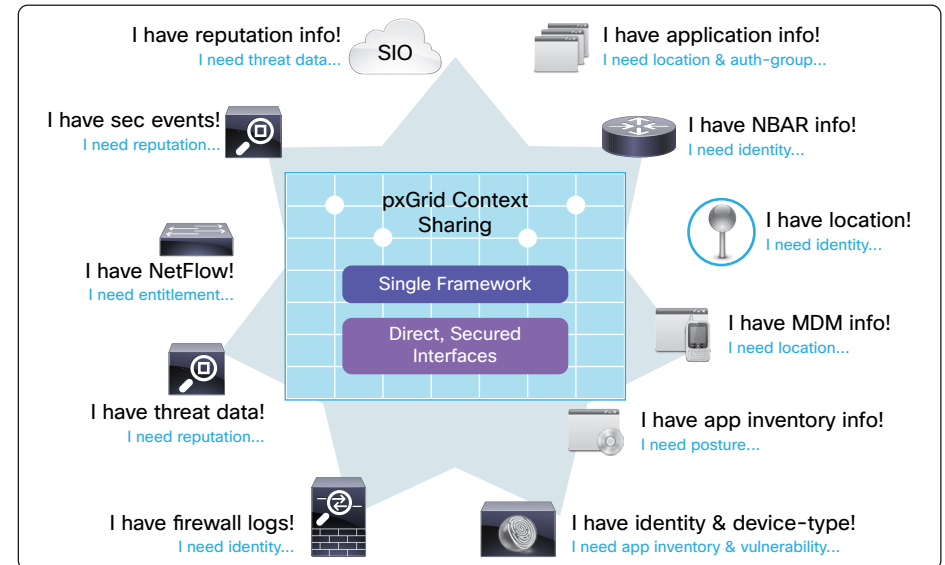 I have reputation info!
I need threat data...
SIO
I have application info!
I need location & auth-group...
I have sec events!
I need reputation...
I have NBAR info!
I need identity...
pxGrid Context
Sharing
I have location!
I need identity...
I have NetFlow!
I need entitlement...
Single Framework
Direct, Secured
Interfaces
I have MDM info!
I need location...
I have threat data!
I need reputation...
I have app inventory info!
I need posture...
I have firewall logs!
I need identity...
I have identity & device-type!
I need app inventory & vulnerability...